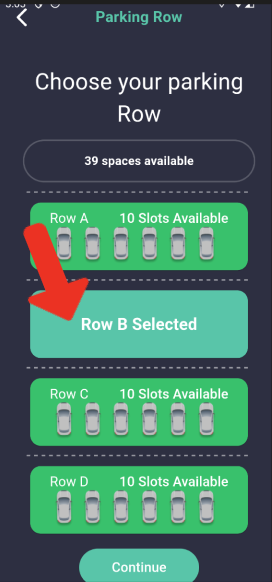 Parking Row
Choose your parking
Row
39 spaces available
Row A 10 Slots Available
Row B Selected
Row C 10 Slots Available
Row D 10 Slots Available
Continue